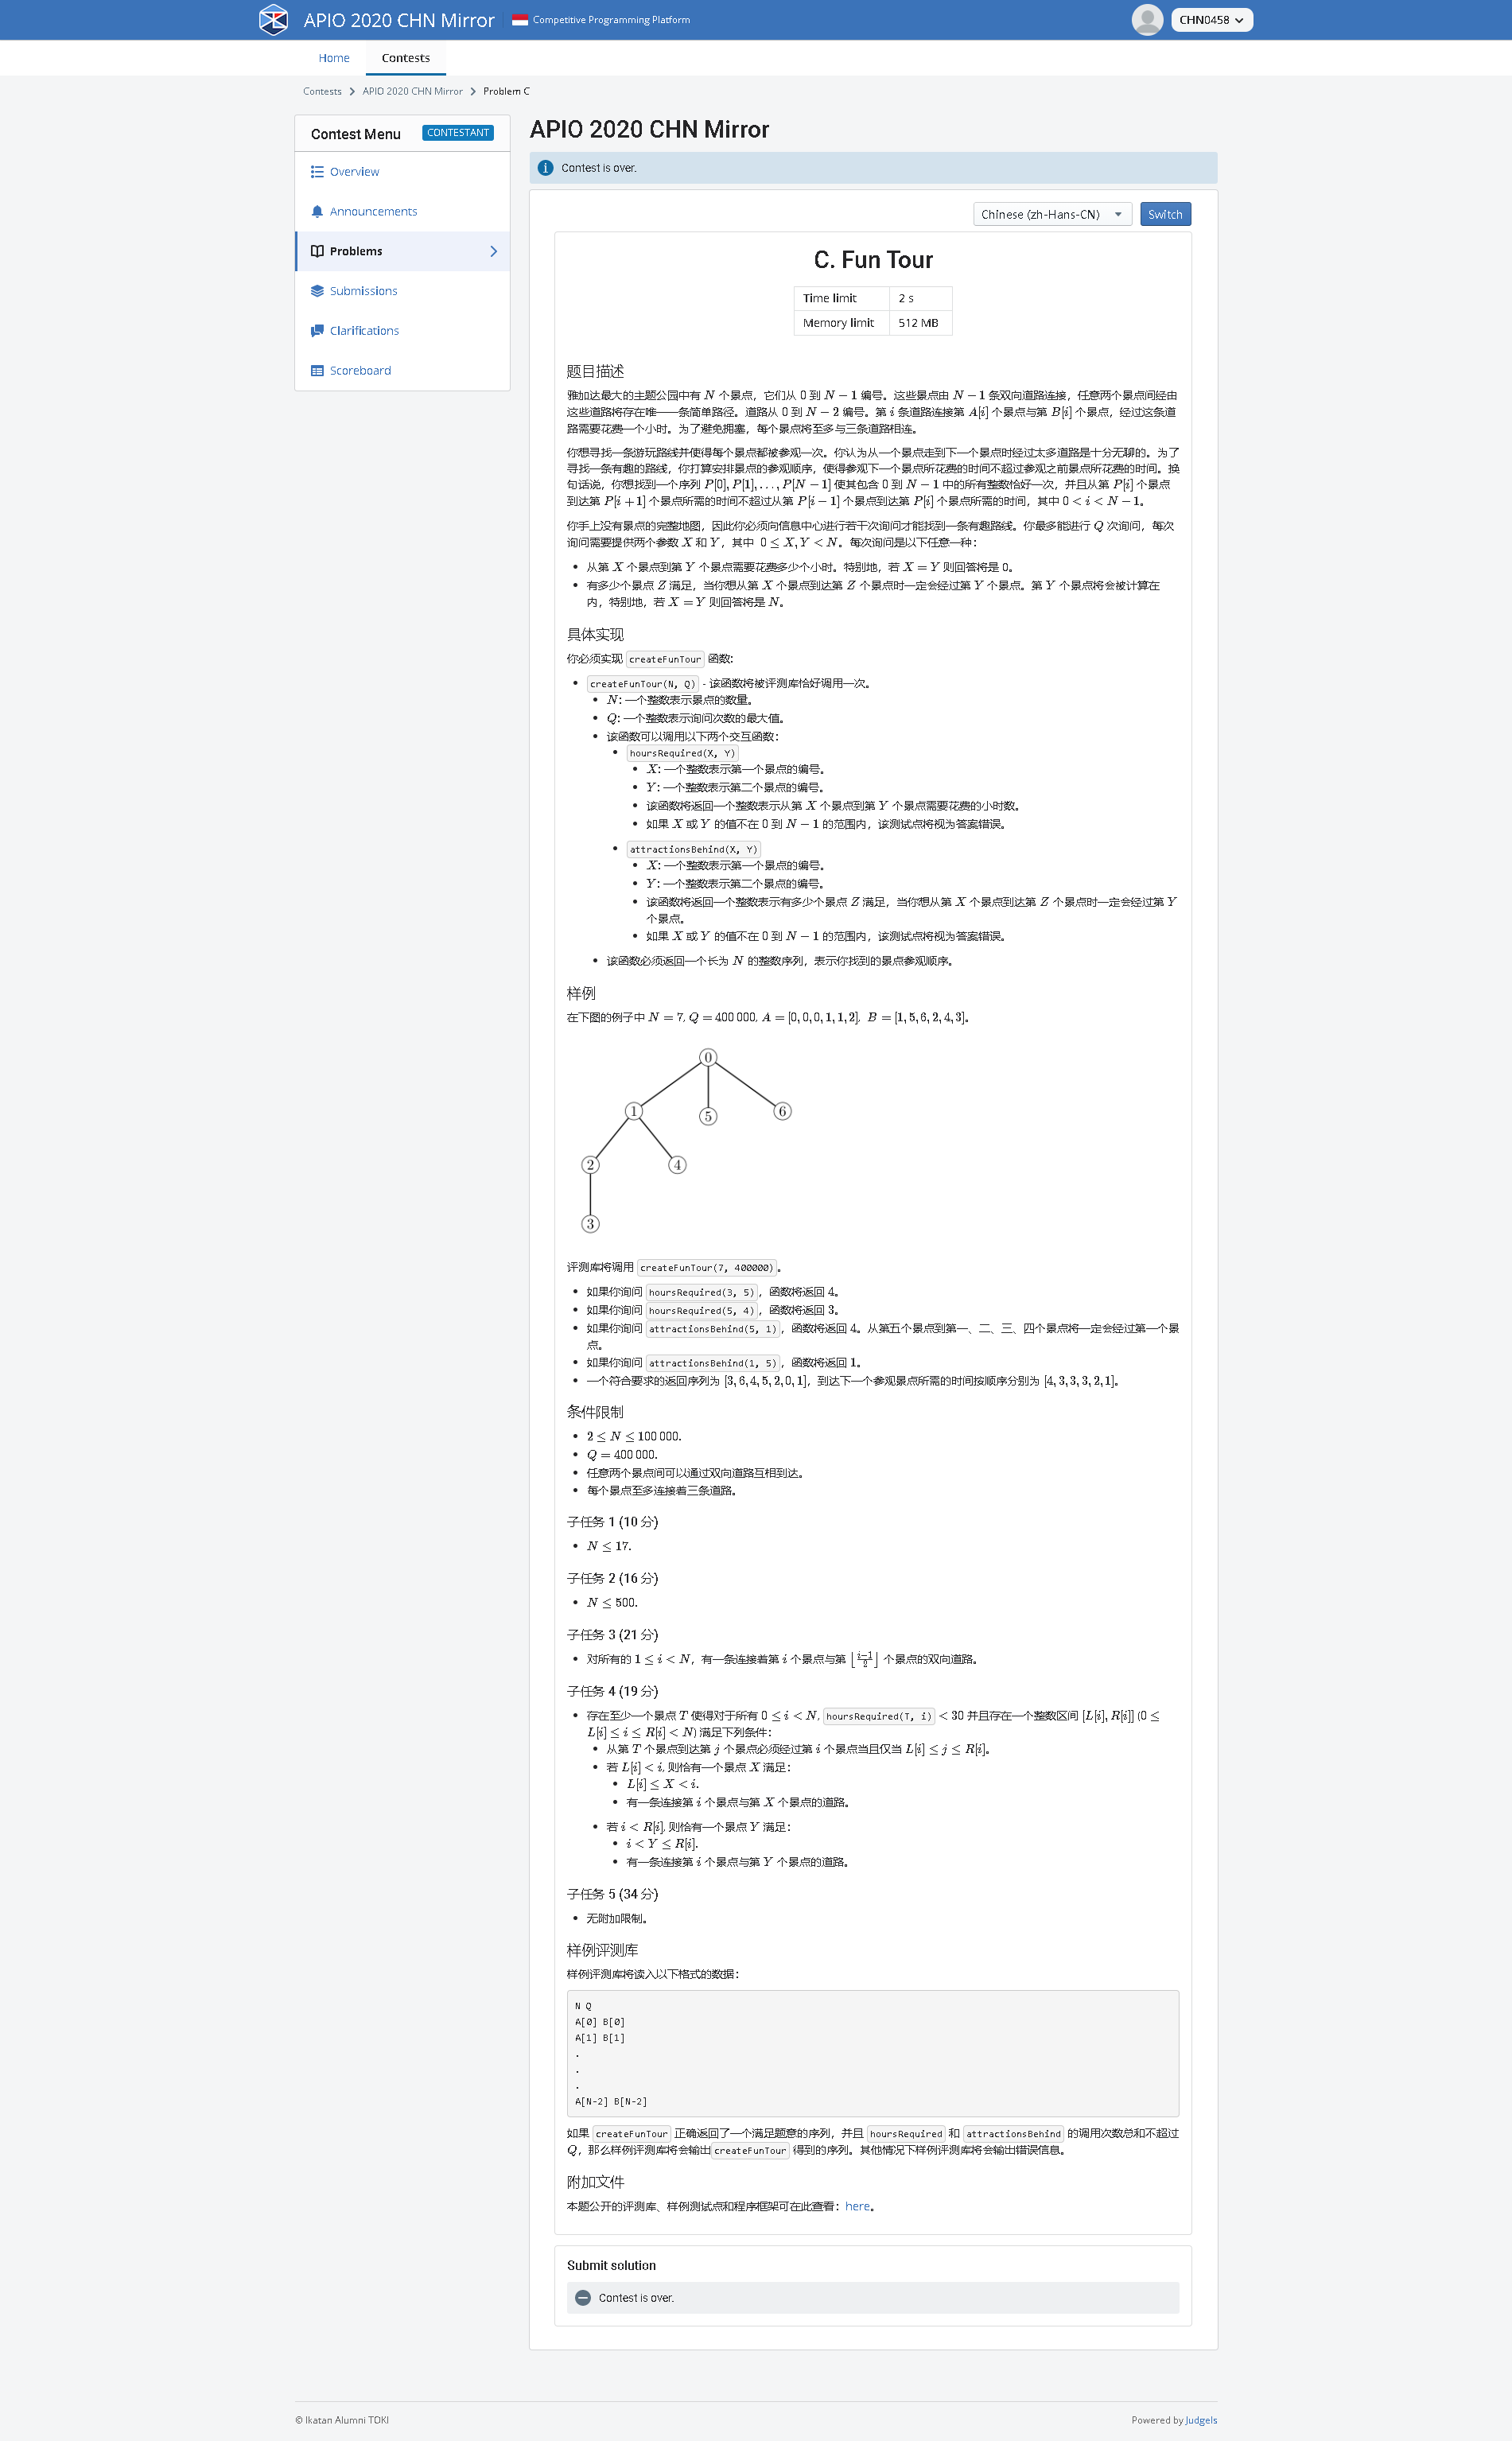 APIO 2020 CHN Mirror
Competitive Programming Platform
CHN0458
Home
Contests
Contests
APIO 2020 CHN Mirror
Problem C
Contest Menu
CONTESTANT
Overview
Announcements
Problems
Submissions
Clarifications
Scoreboard
APIO 2020 CHN Mirror
Contest is over.
Chinese (zh-Hans-CN)
Switch
C. Fun Tour
Time limit 2 s
Memory limit 512 MB
题目描述
雅加达最大的主题公园中有 N 个景点，它们从 0 到 N − 1 编号。这些景点由 N − 1 条双向道路连接，任意两个景点间经由
这些道路将存在唯一一条简单路径。道路从 0 到 N − 2 编号。第 i 条道路连接第 A[i] 个景点与第 B[i] 个景点，经过这条道
路需要花费一个小时。为了避免拥塞，每个景点将至多与三条道路相连。
你想寻找一条游玩路线并使得每个景点都被参观一次。你认为从一个景点走到下一个景点时经过太多道路是十分无聊的。为了
寻找一条有趣的路线，你打算安排景点的参观顺序，使得参观下一个景点所花费的时间不超过参观之前景点所花费的时间。换
句话说，你想找到一个序列 P[0], P[1], . . . , P[N − 1] 使其包含 0 到 N − 1 中的所有整数恰好一次，并且从第 P[i] 个景点
到达第 P[i + 1] 个景点所需的时间不超过从第 P[i − 1] 个景点到达第 P[i] 个景点所需的时间，其中 0 < i < N − 1。
你手上没有景点的完整地图，因此你必须向信息中心进行若干次询问才能找到一条有趣路线。你最多能进行 Q 次询问，每次
询问需要提供两个参数 X 和 Y，其中 0 ≤ X, Y < N。每次询问是以下任意一种：
• 从第 X 个景点到第 Y 个景点需要花费多少个小时。特别地，若 X = Y 则回答将是 0。
• 有多少个景点 Z 满足，当你想从第 X 个景点到达第 Z 个景点时一定会经过第 Y 个景点。第 Y 个景点将会被计算在
内，特别地，若 X = Y 则回答将是 N。
具体实现
你必须实现 createFunTour 函数:
• createFunTour(N, Q) - 该函数将被评测库恰好调用一次。
• N: 一个整数表示景点的数量。
• Q: 一个整数表示询问次数的最大值。
• 该函数可以调用以下两个交互函数：
• hoursRequired(X, Y)
• X: 一个整数表示第一个景点的编号。
• Y: 一个整数表示第二个景点的编号。
• 该函数将返回一个整数表示从第 X 个景点到第 Y 个景点需要花费的小时数。
• 如果 X 或 Y 的值不在 0 到 N − 1 的范围内，该测试点将视为答案错误。
• attractionsBehind(X, Y)
• X: 一个整数表示第一个景点的编号。
• Y: 一个整数表示第二个景点的编号。
• 该函数将返回一个整数表示有多少个景点 Z 满足，当你想从第 X 个景点到达第 Z 个景点时一定会经过第 Y
个景点。
• 如果 X 或 Y 的值不在 0 到 N − 1 的范围内，该测试点将视为答案错误。
• 该函数必须返回一个长为 N 的整数序列，表示你找到的景点参观顺序。
样例
在下图的例子中 N = 7, Q = 400 000, A = [0, 0, 0, 1, 1, 2], B = [1, 5, 6, 2, 4, 3]。
0
1
5
6
2
4
3
评测库将调用 createFunTour(7, 400000)。
• 如果你询问 hoursRequired(3, 5)，函数将返回 4。
• 如果你询问 hoursRequired(5, 4)，函数将返回 3。
• 如果你询问 attractionsBehind(5, 1)，函数将返回 4。从第五个景点到第一、二、三、四个景点将一定会经过第一个景
点。
• 如果你询问 attractionsBehind(1, 5)，函数将返回 1。
• 一个符合要求的返回序列为 [3, 6, 4, 5, 2, 0, 1]，到达下一个参观景点所需的时间按顺序分别为 [4, 3, 3, 3, 2, 1]。
条件限制
• 2 ≤ N ≤ 100 000.
• Q = 400 000.
• 任意两个景点间可以通过双向道路互相到达。
• 每个景点至多连接着三条道路。
子任务 1 (10 分)
• N ≤ 17.
子任务 2 (16 分)
• N ≤ 500.
子任务 3 (21 分)
• 对所有的 1 ≤ i < N，有一条连接着第 i 个景点与第 ⌊(i−1)/2⌋ 个景点的双向道路。
子任务 4 (19 分)
• 存在至少一个景点 T 使得对于所有 0 ≤ i < N, hoursRequired(T, i) < 30 并且存在一个整数区间 [L[i], R[i]] (0 ≤
L[i] ≤ i ≤ R[i] < N) 满足下列条件：
• 从第 T 个景点到达第 j 个景点必须经过第 i 个景点当且仅当 L[i] ≤ j ≤ R[i]。
• 若 L[i] < i, 则恰有一个景点 X 满足：
• L[i] ≤ X < i.
• 有一条连接第 i 个景点与第 X 个景点的道路。
• 若 i < R[i], 则恰有一个景点 Y 满足：
• i < Y ≤ R[i].
• 有一条连接第 i 个景点与第 Y 个景点的道路。
子任务 5 (34 分)
• 无附加限制。
样例评测库
样例评测库将读入以下格式的数据：
N Q
A[0] B[0]
A[1] B[1]
.
.
.
A[N-2] B[N-2]
如果 createFunTour 正确返回了一个满足题意的序列，并且 hoursRequired 和 attractionsBehind 的调用次数总和不超过
Q，那么样例评测库将会输出 createFunTour 得到的序列。其他情况下样例评测库将会输出错误信息。
附加文件
本题公开的评测库、样例测试点和程序框架可在此查看：here。
Submit solution
Contest is over.
© Ikatan Alumni TOKI
Powered by Judgels